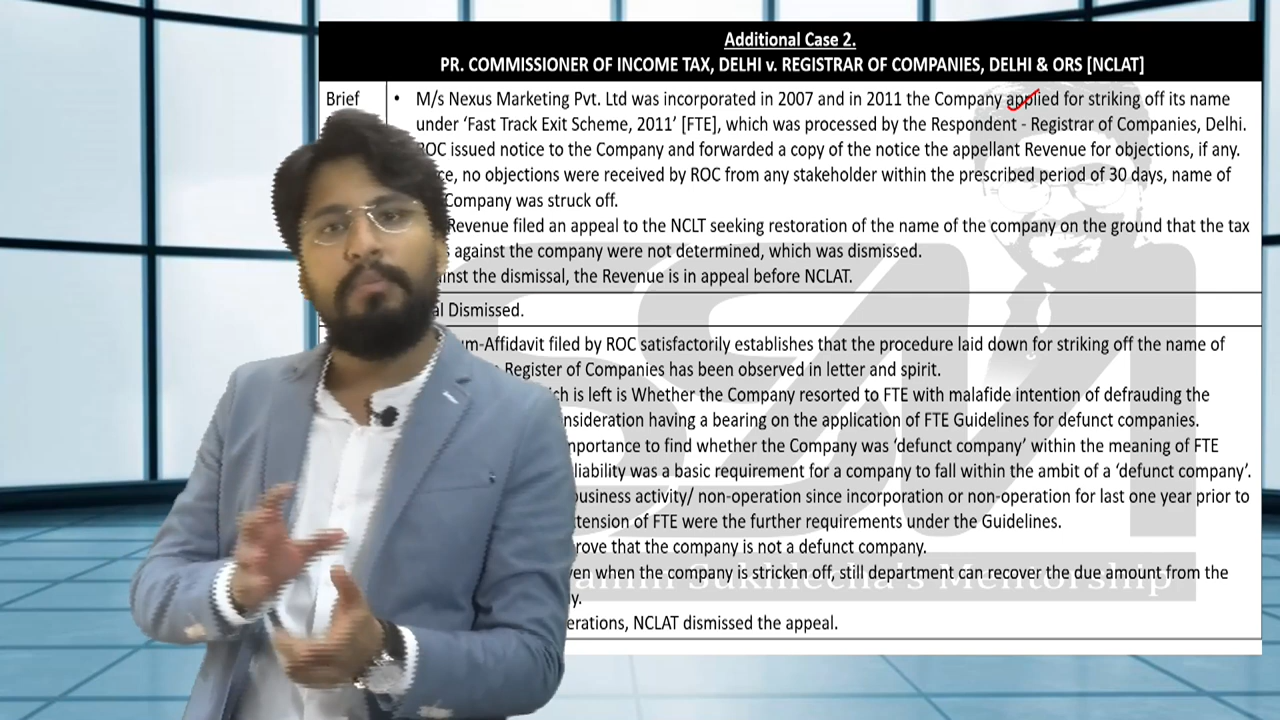 Additional Case 2.
PR. COMMISSIONER OF INCOME TAX, DELHI v. REGISTRAR OF COMPANIES, DELHI & ORS [NCLAT]
Brief • M/s Nexus Marketing Pvt. Ltd was incorporated in 2007 and in 2011 the Company applied for striking off its name
under ‘Fast Track Exit Scheme, 2011’ [FTE], which was processed by the Respondent - Registrar of Companies, Delhi.
ROC issued notice to the Company and forwarded a copy of the notice the appellant Revenue for objections, if any.
no objections were received by ROC from any stakeholder within the prescribed period of 30 days, name of
Company was struck off.
Revenue filed an appeal to the NCLT seeking restoration of the name of the company on the ground that the tax
against the company were not determined, which was dismissed.
the dismissal, the Revenue is in appeal before NCLAT.
Dismissed.
Affidavit filed by ROC satisfactorily establishes that the procedure laid down for striking off the name of
Register of Companies has been observed in letter and spirit.
is left is Whether the Company resorted to FTE with malafide intention of defrauding the
having a bearing on the application of FTE Guidelines for defunct companies.
to find whether the Company was ‘defunct company’ within the meaning of FTE
liability was a basic requirement for a company to fall within the ambit of a ‘defunct company’.
business activity/ non-operation since incorporation or non-operation for last one year prior to
of FTE were the further requirements under the Guidelines.
that the company is not a defunct company.
when the company is stricken off, still department can recover the due amount from the
NCLAT dismissed the appeal.
SSM
Sukhlecha's Mentorship